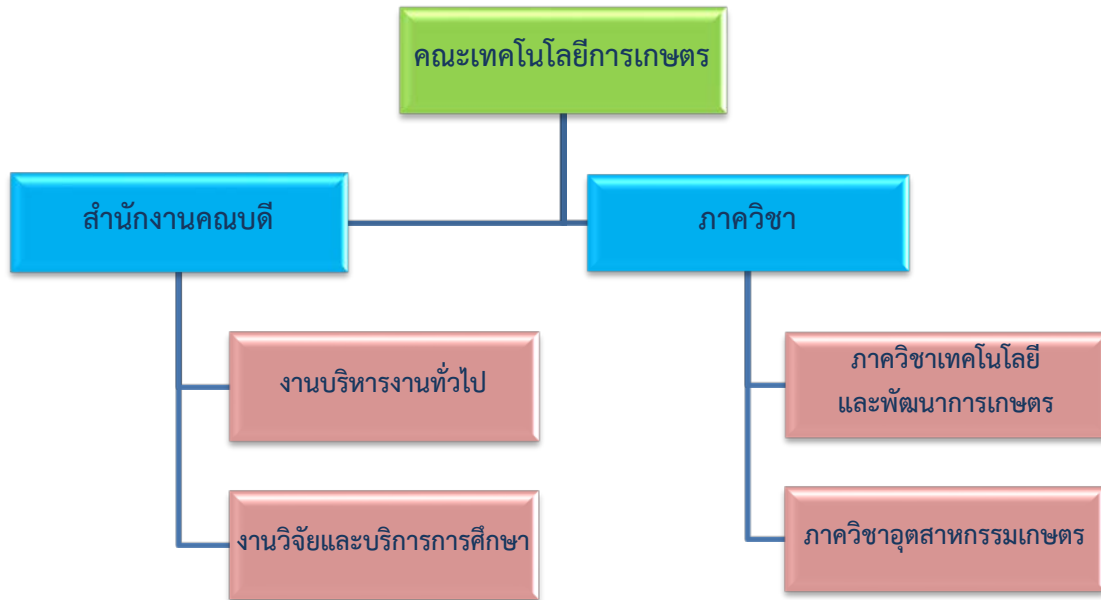 คณะเทคโนโลยีการเกษตร
สำนักงานคณบดี
ภาควิชา
งานบริหารงานทั่วไป
ภาควิชาเทคโนโลยี
และพัฒนาการเกษตร
งานวิจัยและบริการการศึกษา
ภาควิชาอุตสาหกรรมเกษตร